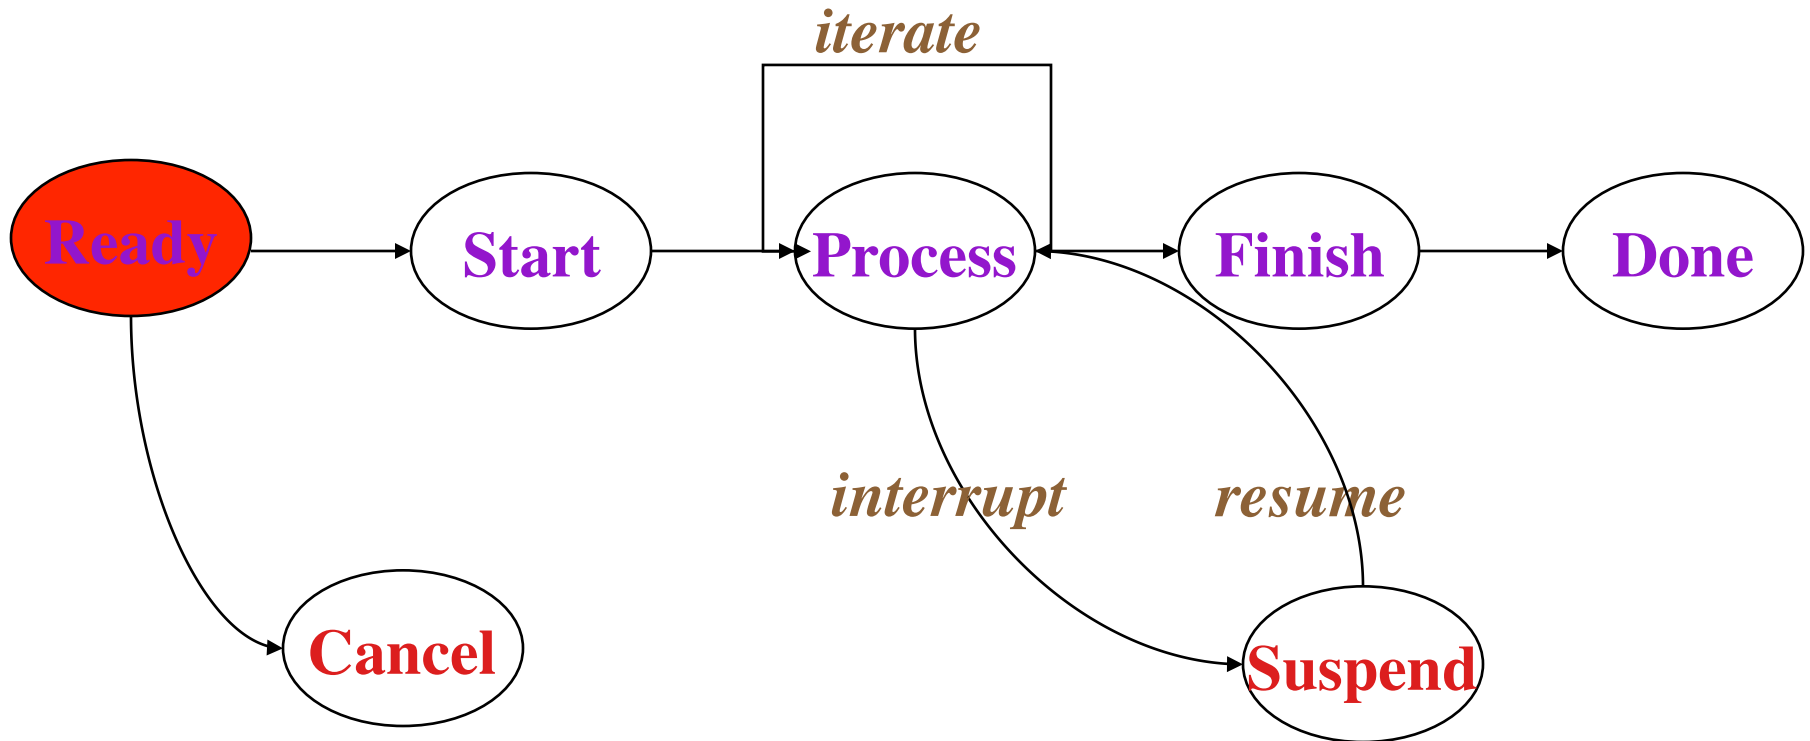 iterate
Ready
Start
Process
Finish
Done
interrupt
resume
Cancel
Suspend